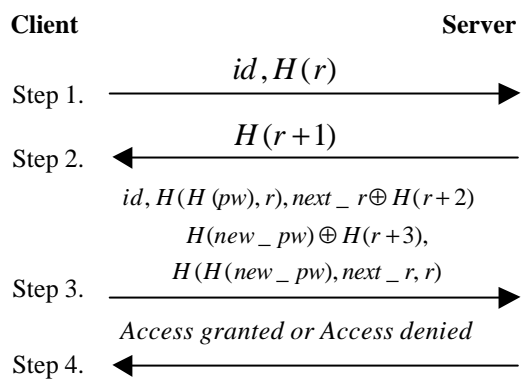 Client Server
id, H(r)
Step 1.
H(r+1)
Step 2.
id, H(H(pw), r), next_r⊕H(r+2)
H(new_pw)⊕H(r+3),
H(H(new_pw), next_r, r)
Step 3.
Access granted or Access denied
Step 4.